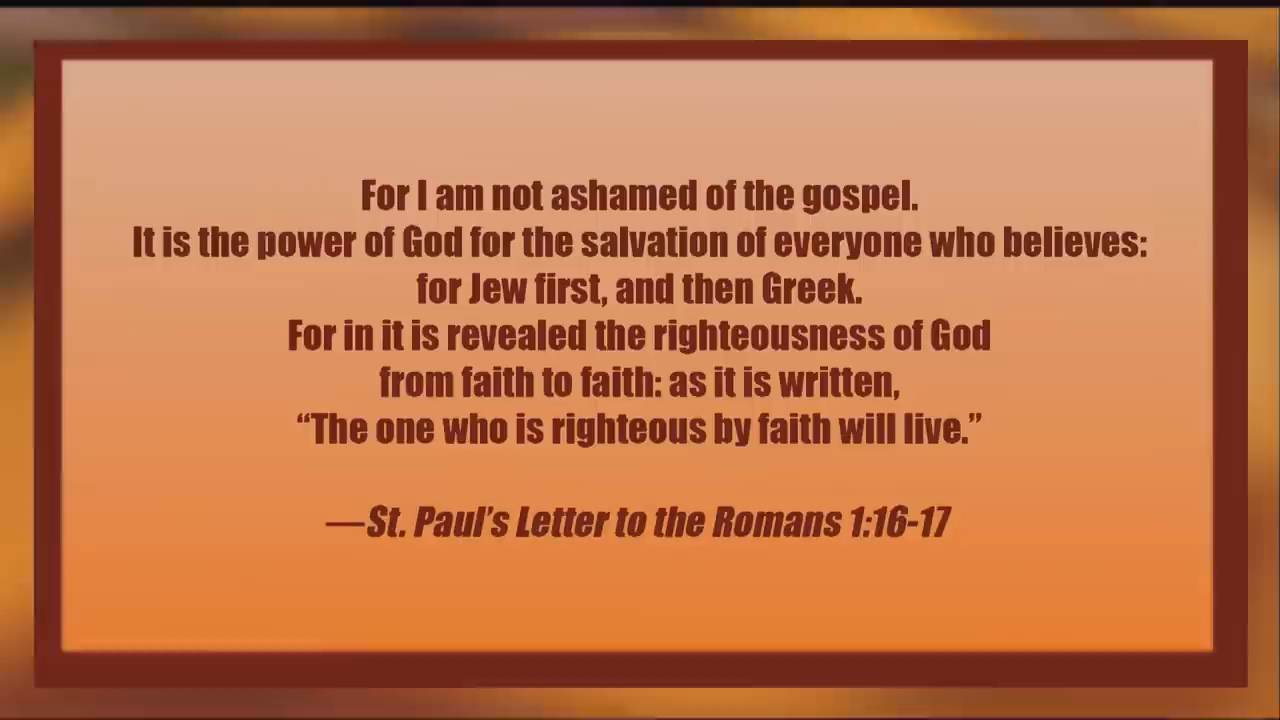 For I am not ashamed of the gospel.
It is the power of God for the salvation of everyone who believes:
for Jew first, and then Greek.
For in it is revealed the righteousness of God
from faith to faith: as it is written,
“The one who is righteous by faith will live.”
—St. Paul’s Letter to the Romans 1:16-17